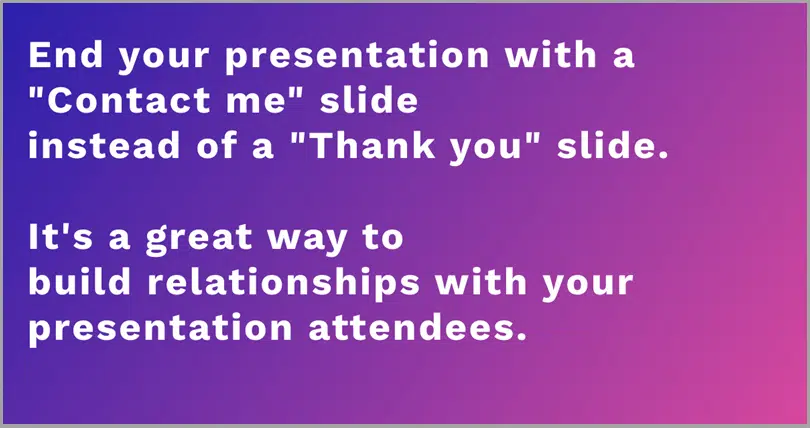 End your presentation with a
"Contact me" slide
instead of a "Thank you" slide.
It's a great way to
build relationships with your
presentation attendees.